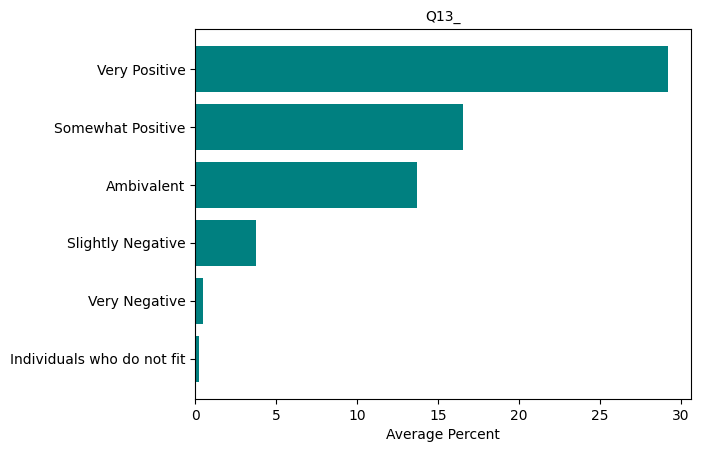 Q13_
Very Positive
Somewhat Positive
Ambivalent
Slightly Negative
Very Negative
Individuals who do not fit
0 5 10 15 20 25 30
Average Percent